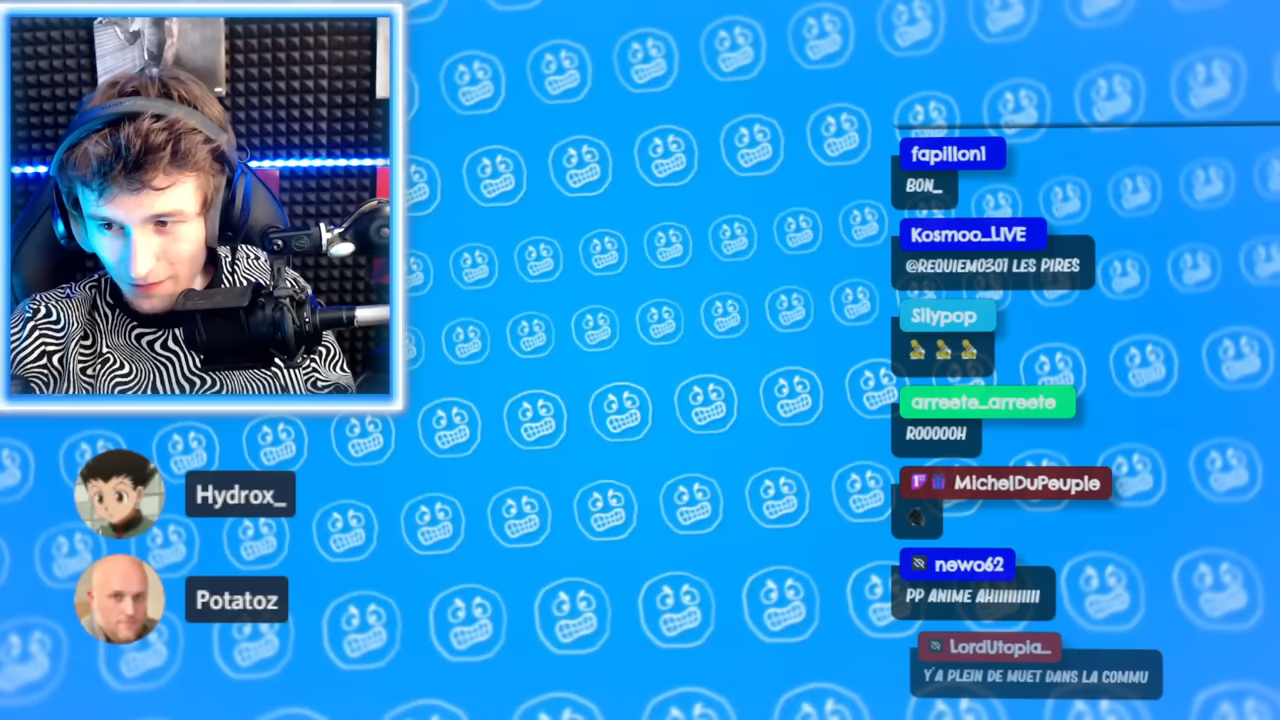 fapillon1
BON_
Kosmoo_LIVE
@REQUIEM0301 LES PIRES
Silypop
arreete_arreete
ROOOOOH
MichelDuPeuple
newo62
PP ANIME AHIIIIIIIIII
LordUtopia_
Y'A PLEIN DE MUET DANS LA COMMU
Hydrox_
Potatoz